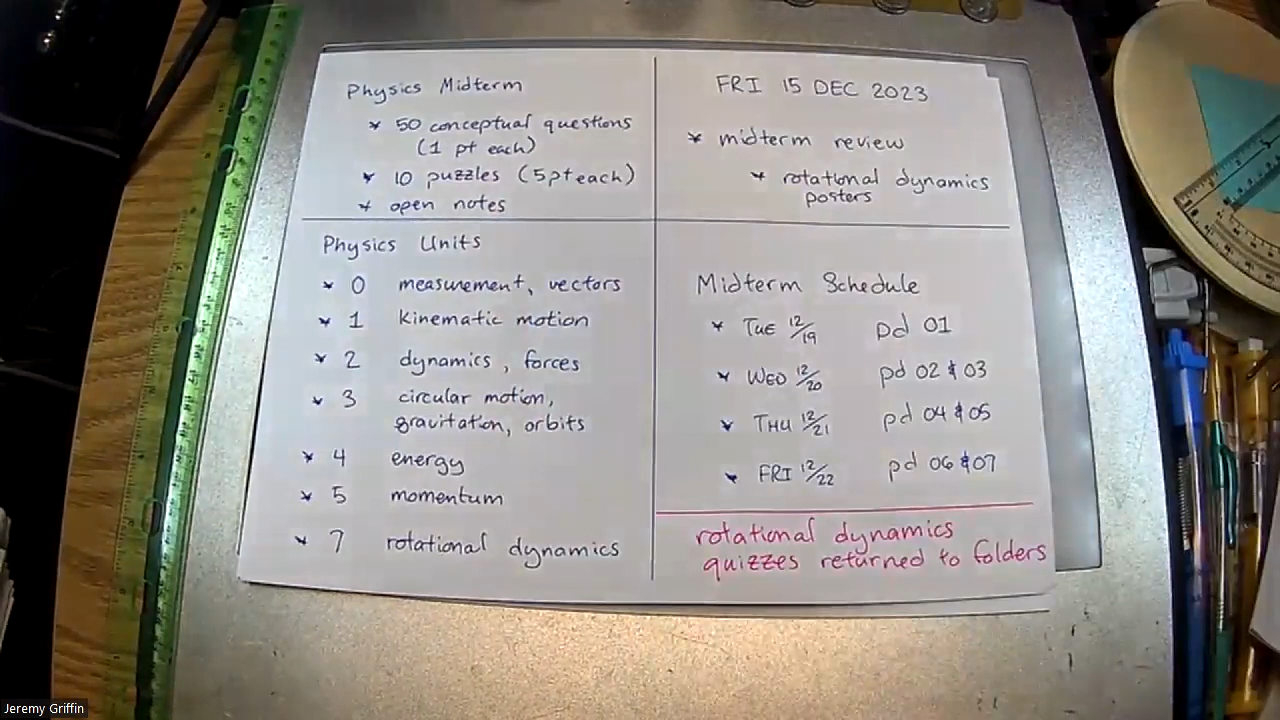 Physics Midterm
* 50 conceptual questions
(1 pt each)
* 10 puzzles (5pt each)
* open notes
FRI 15 DEC 2023
* midterm review
* rotational dynamics
posters
Physics Units
* 0 measurement, vectors
* 1 kinematic motion
* 2 dynamics, forces
* 3 circular motion,
gravitation, orbits
* 4 energy
* 5 momentum
* 7 rotational dynamics
Midterm Schedule
* TUE 12/19 pd 01
* WED 12/20 pd 02 & 03
* THU 12/21 pd 04 & 05
* FRI 12/22 pd 06 & 07
rotational dynamics
quizzes returned to folders
Jeremy Griffin